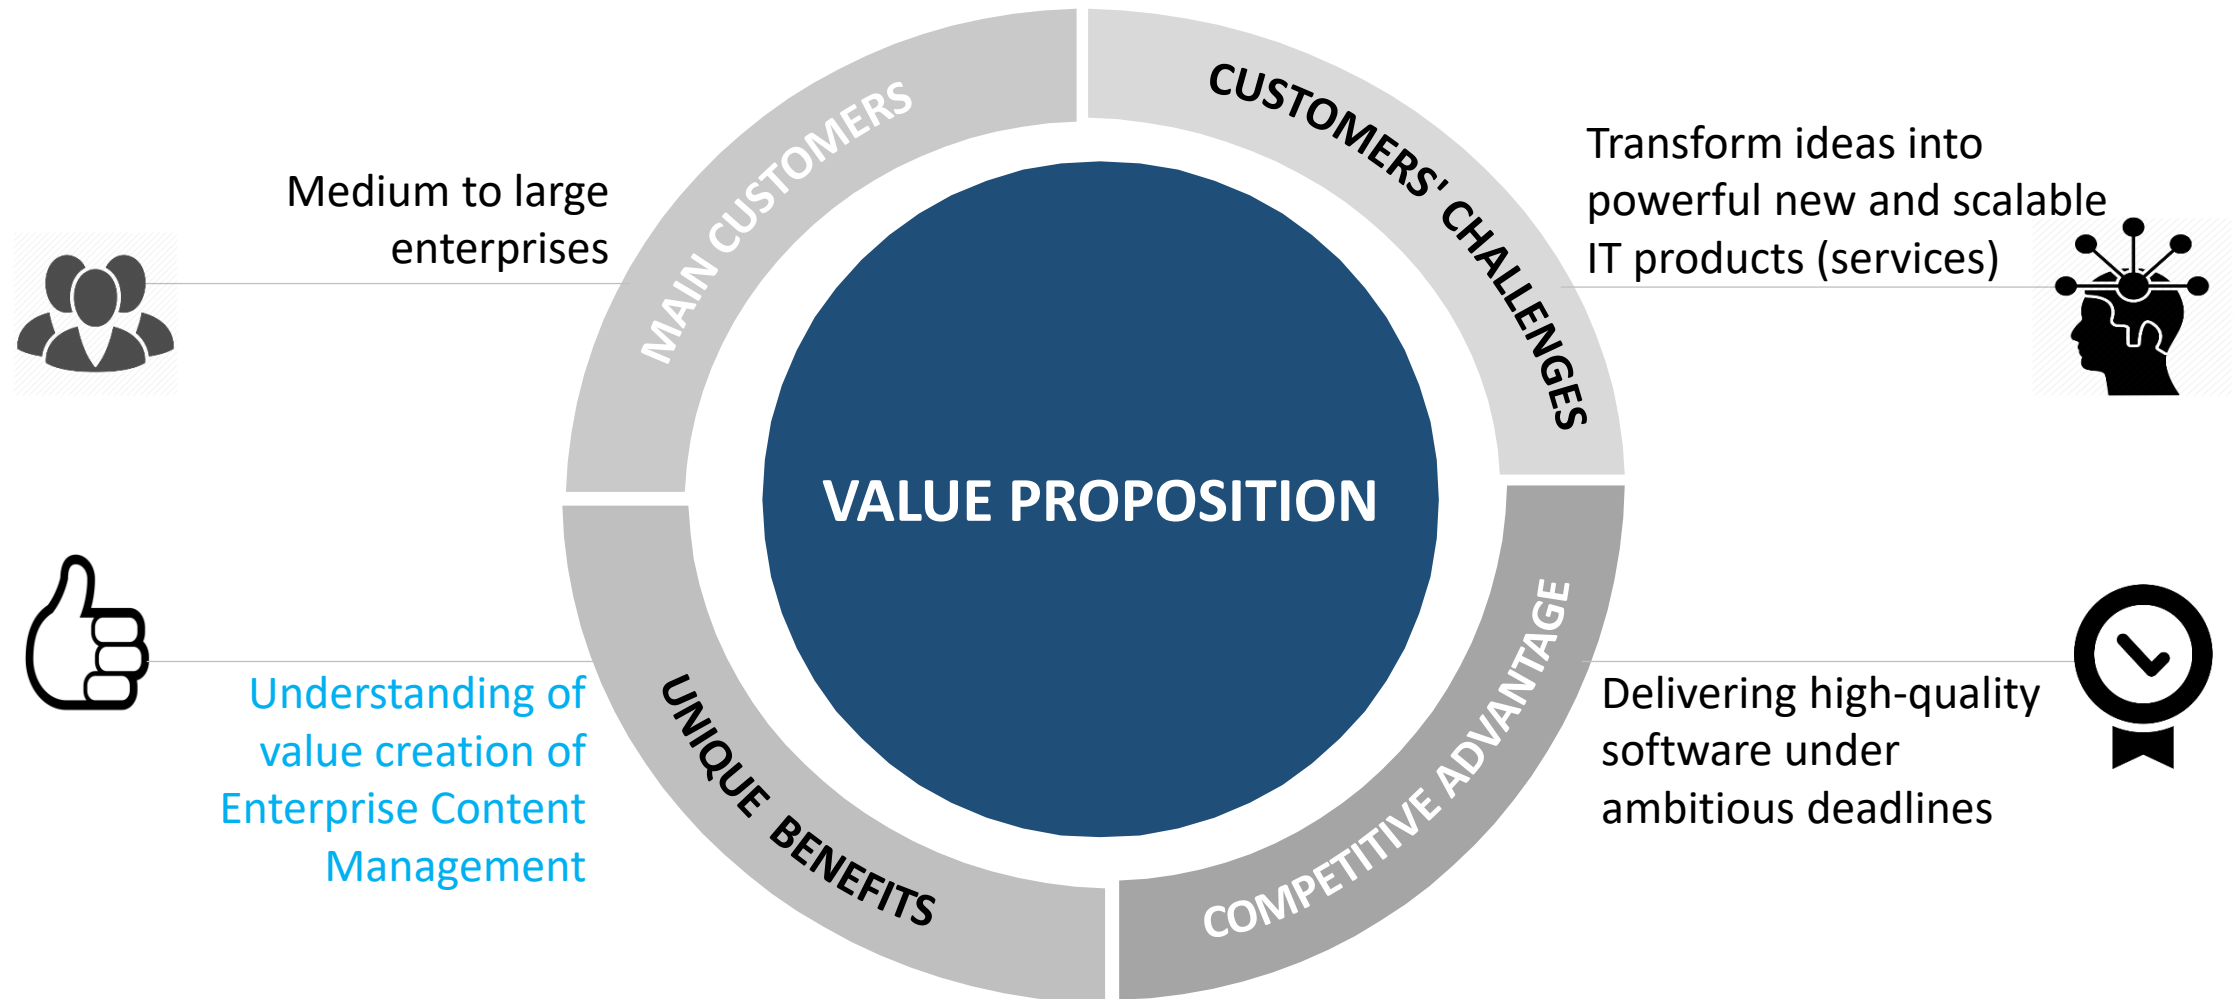 MAIN CUSTOMERS
Medium to large
enterprises
CUSTOMERS' CHALLENGES
Transform ideas into
powerful new and scalable
IT products (services)
VALUE PROPOSITION
UNIQUE BENEFITS
Understanding of
value creation of
Enterprise Content
Management
COMPETITIVE ADVANTAGE
Delivering high-quality
software under
ambitious deadlines